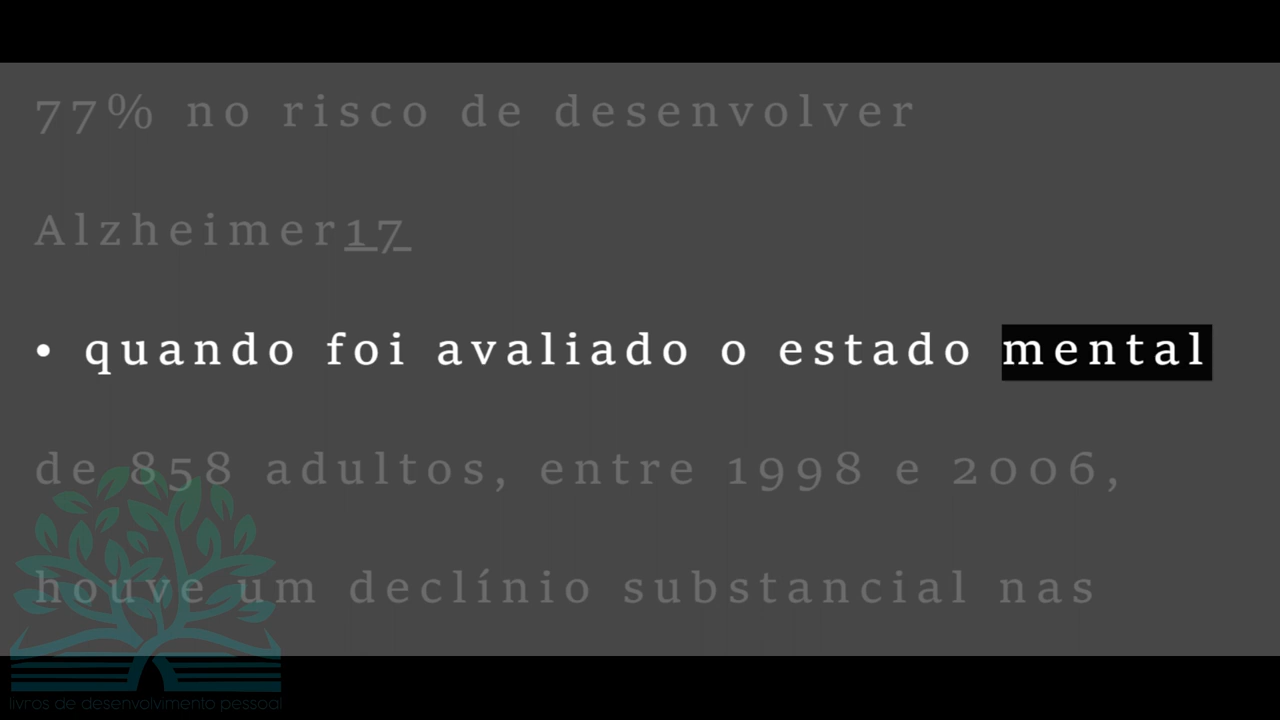 77% no risco de desenvolver
Alzheimer17
• quando foi avaliado o estado mental
de 858 adultos, entre 1998 e 2006,
houve um declínio substancial nas
livros de desenvolvimento pessoal